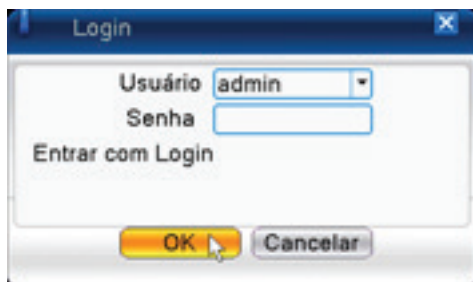 Login
Usuário admin
Senha
Entrar com Login
OK Cancelar